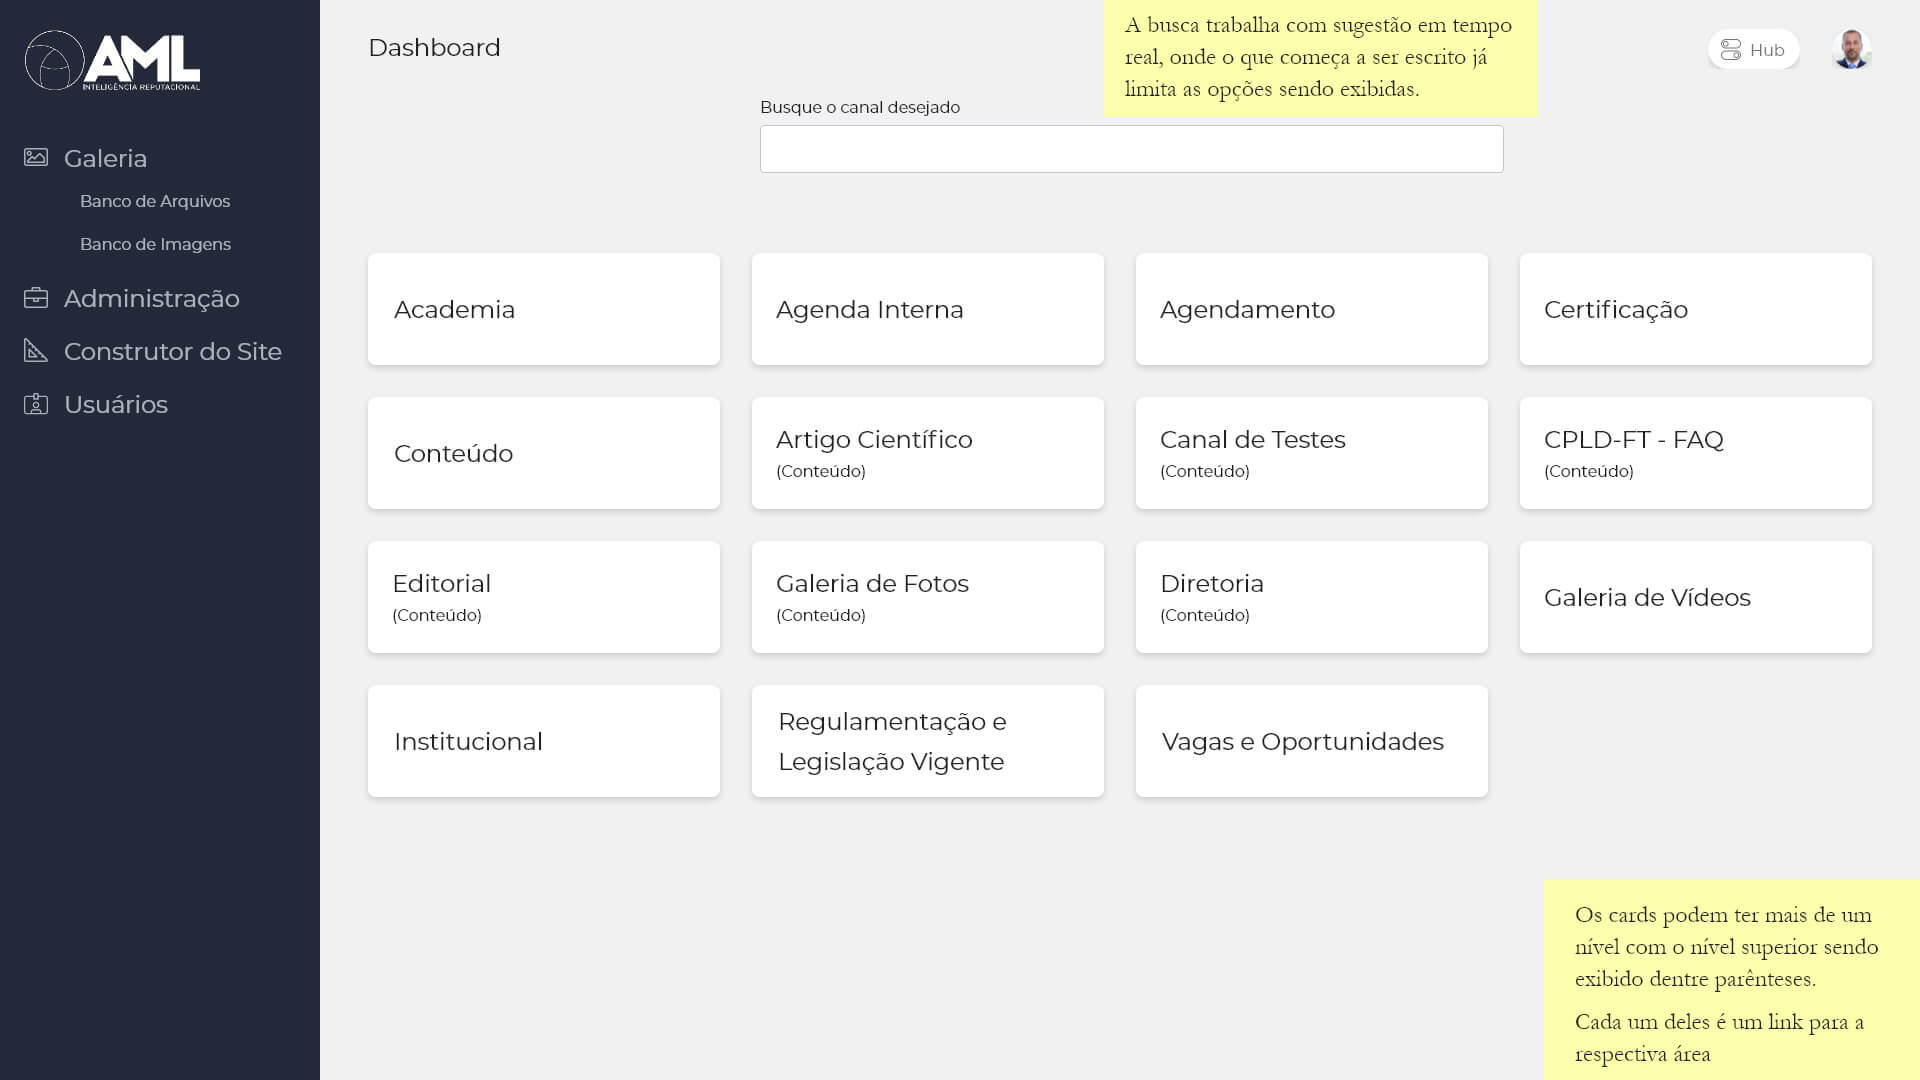 AML
INTELIGÊNCIA REPUTACIONAL
Galeria
Banco de Arquivos
Banco de Imagens
Administração
Construtor do Site
Usuários
Dashboard
A busca trabalha com sugestão em tempo
real, onde o que começa a ser escrito já
limita as opções sendo exibidas.
Hub
Busque o canal desejado
Academia
Agenda Interna
Agendamento
Certificação
Conteúdo
Artigo Científico
(Conteúdo)
Canal de Testes
(Conteúdo)
CPLD-FT - FAQ
(Conteúdo)
Editorial
(Conteúdo)
Galeria de Fotos
(Conteúdo)
Diretoria
(Conteúdo)
Galeria de Vídeos
Institucional
Regulamentação e
Legislação Vigente
Vagas e Oportunidades
Os cards podem ter mais de um
nível com o nível superior sendo
exibido dentre parênteses.
Cada um deles é um link para a
respectiva área